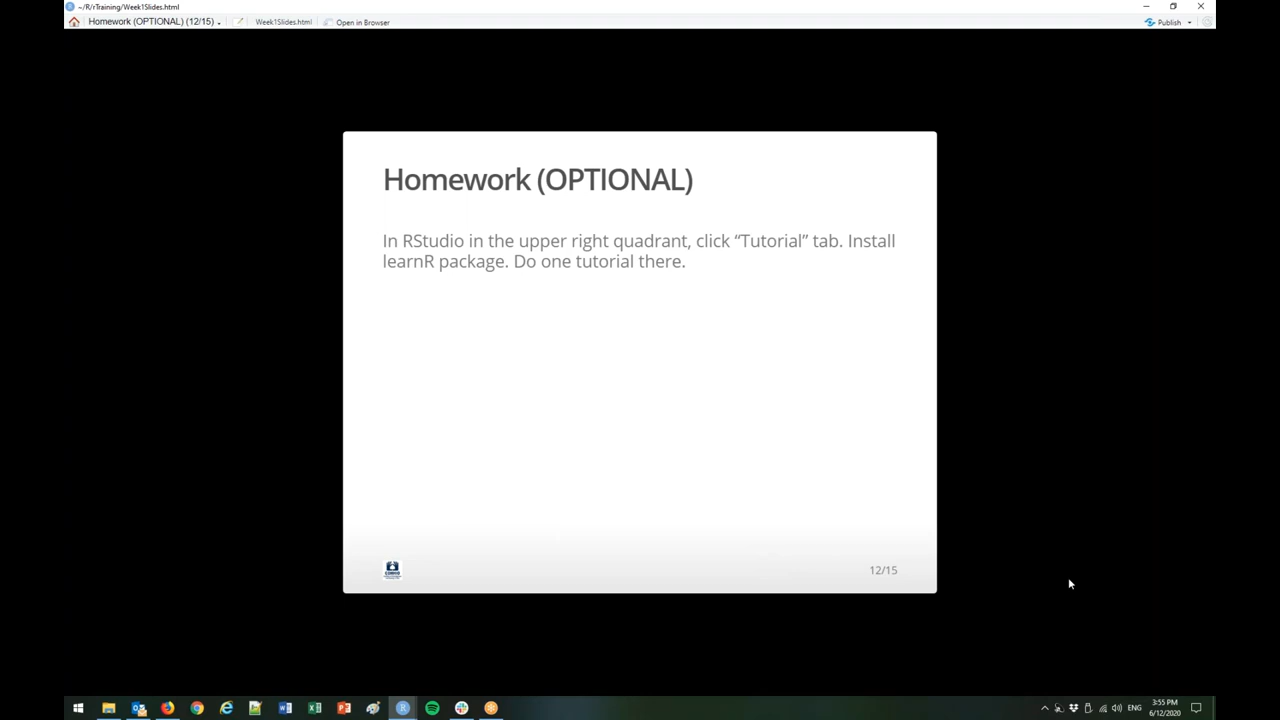 ~/R/rTraining/Week1Slides.html
Homework (OPTIONAL) (12/15)
Week1Slides.html
Open in Browser
Publish
Homework (OPTIONAL)
In RStudio in the upper right quadrant, click “Tutorial” tab. Install
learnR package. Do one tutorial there.
12/15
ENG
3:55 PM
6/12/2020